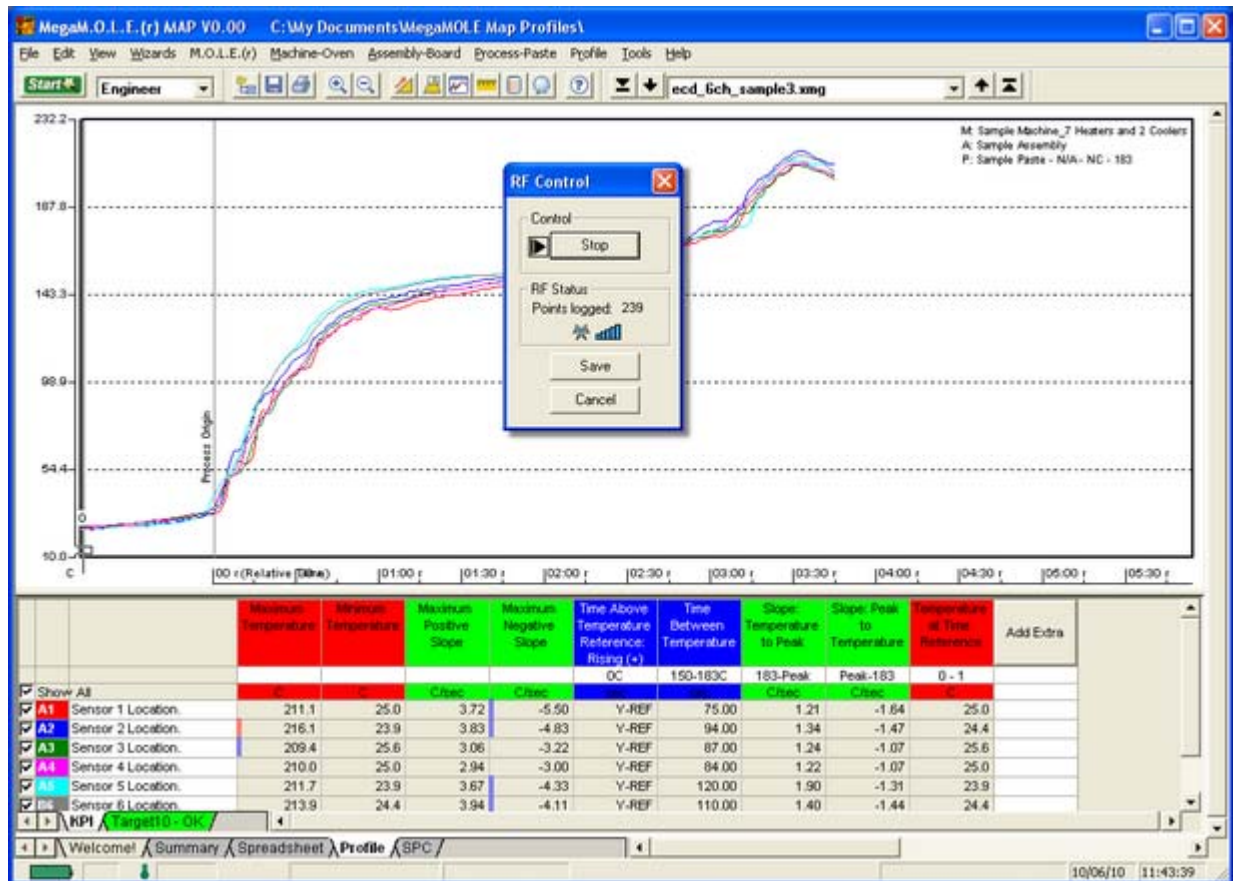 MegaM.O.L.E.(r) MAP V0.00 C:\My Documents\MegaMOLE Map Profiles\
File Edit View Wizards M.O.L.E.(r) Machine-Oven Assembly-Board Process-Paste Profile Tools Help
Start Engineer ecd_6ch_sample3.xmg
232.2
M: Sample Machine_7 Heaters and 2 Coolers
A: Sample Assembly
P: Sample Paste - N/A - NC - 183
RF Control
Control
Stop
RF Status
Points logged: 239
Save
Cancel
187.8
143.3
98.9
54.4
10.0
Process Origin
O
C 00 r (Relative Time) 01:00 r 01:30 r 02:00 r 02:30 r 03:00 r 03:30 r 04:00 r 04:30 r 05:00 r 05:30 r
Maximum Temperature Minimum Temperature Maximum Positive Slope Maximum Negative Slope Time Above Temperature Reference: Rising (+) Time Between Temperature Slope: Temperature to Peak Slope: Peak to Temperature Temperature at Time Reference Add Extra
0C 150-183C 183-Peak Peak-183 0 - 1
Show All C C C/sec C/sec sec sec C/sec C/sec C
A1 Sensor 1 Location. 211.1 25.0 3.72 -5.50 Y-REF 75.00 1.21 -1.64 25.0
A2 Sensor 2 Location. 216.1 23.9 3.83 -4.83 Y-REF 94.00 1.34 -1.47 24.4
A3 Sensor 3 Location. 209.4 25.6 3.06 -3.22 Y-REF 87.00 1.24 -1.07 25.6
A4 Sensor 4 Location. 210.0 25.0 2.94 -3.00 Y-REF 84.00 1.22 -1.07 25.0
A5 Sensor 5 Location. 211.7 23.9 3.67 -4.33 Y-REF 120.00 1.90 -1.31 23.9
Sensor 6 Location. 213.9 24.4 3.94 -4.11 Y-REF 110.00 1.40 -1.44 24.4
KPI Target10 - OK
Welcome! Summary Spreadsheet Profile SPC
10/06/10 11:43:39